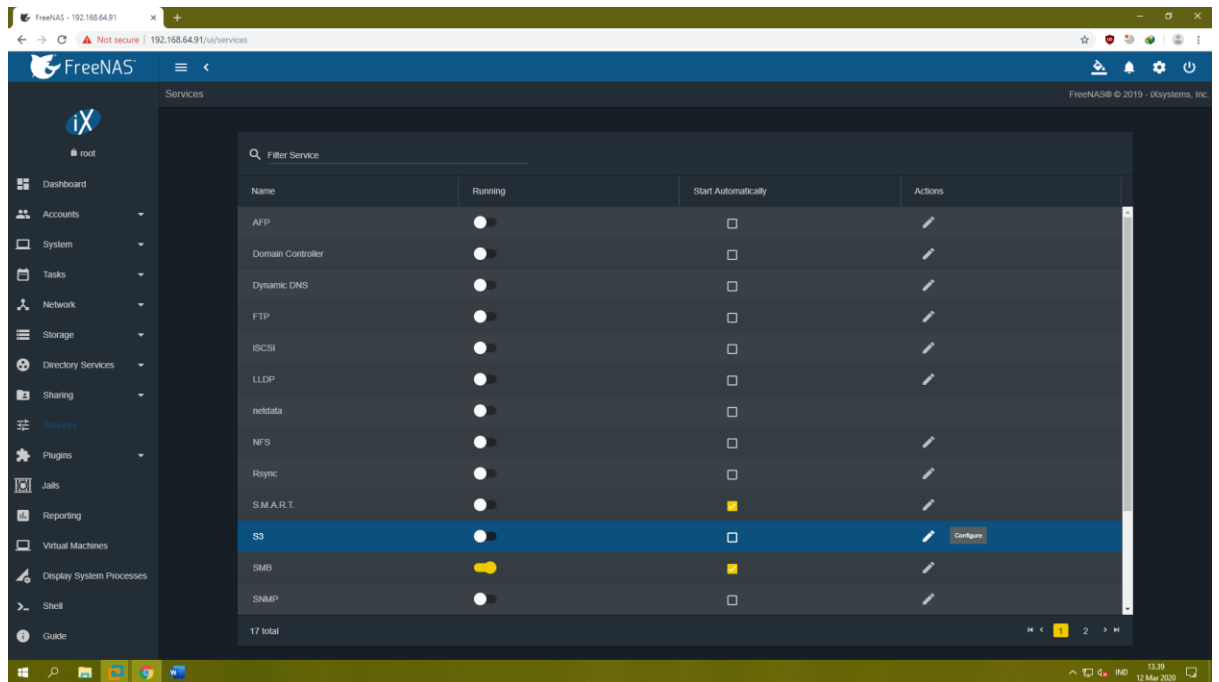 FreeNAS - 192.168.64.91
Not secure | 192.168.64.91/ui/services
FreeNAS
Services
FreeNAS® © 2019 - iXsystems, Inc.
iX
root
Dashboard
Accounts
System
Tasks
Network
Storage
Directory Services
Sharing
Services
Plugins
Jails
Reporting
Virtual Machines
Display System Processes
Shell
Guide
Filter Service
Name Running Start Automatically Actions
AFP
Domain Controller
Dynamic DNS
FTP
iSCSI
LLDP
netdata
NFS
Rsync
S.M.A.R.T.
S3 Configure
SMB
SNMP
17 total 1 2
IND 13.39
12 Mar 2020